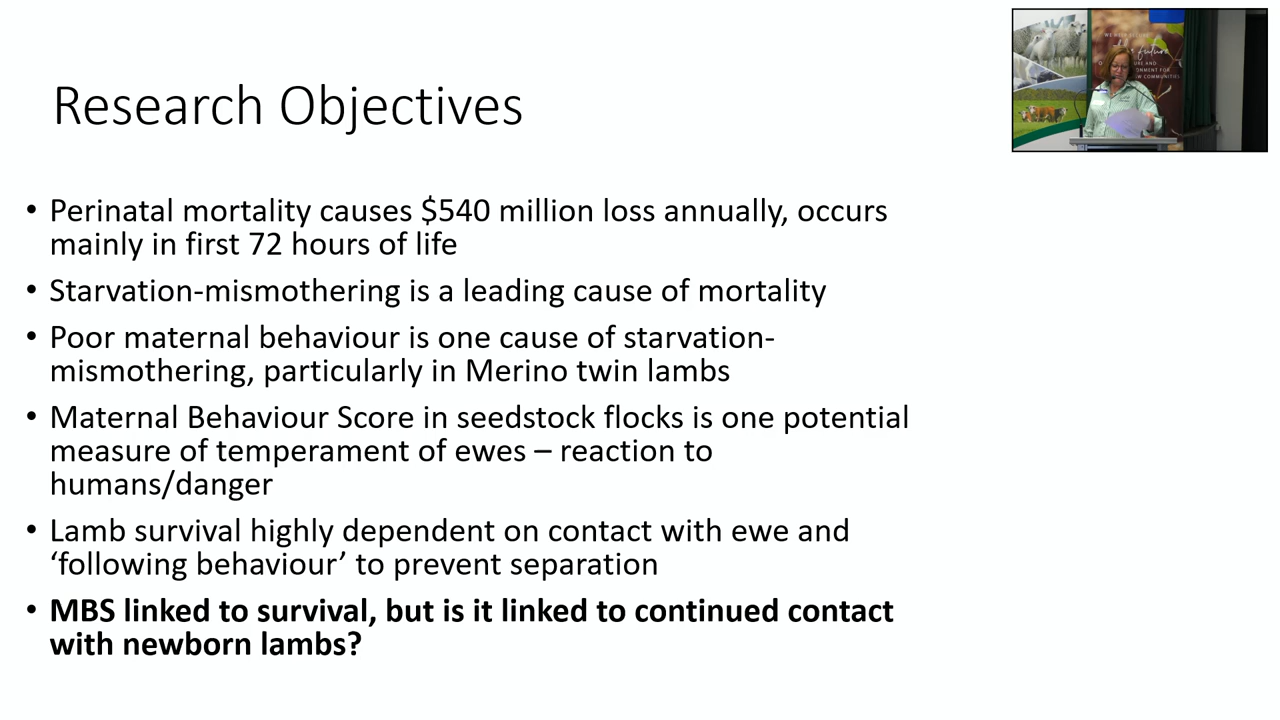 Research Objectives
• Perinatal mortality causes $540 million loss annually, occurs
mainly in first 72 hours of life
• Starvation-mismothering is a leading cause of mortality
• Poor maternal behaviour is one cause of starvation-
mismothering, particularly in Merino twin lambs
• Maternal Behaviour Score in seedstock flocks is one potential
measure of temperament of ewes – reaction to
humans/danger
• Lamb survival highly dependent on contact with ewe and
‘following behaviour’ to prevent separation
• MBS linked to survival, but is it linked to continued contact
with newborn lambs?
future
COMMUNITIES